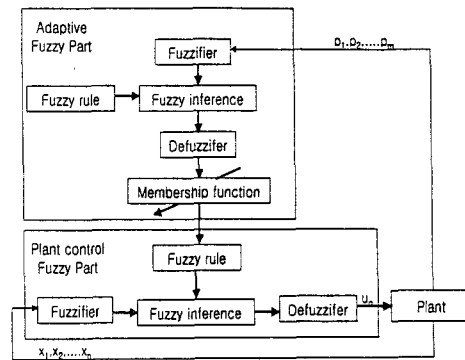 Adaptive
Fuzzy Part
Fuzzifier
p₁,p₂,....,pₘ
Fuzzy rule
Fuzzy inference
Defuzzifer
Membership function
Plant control
Fuzzy Part
Fuzzy rule
Fuzzifier
Fuzzy inference
Defuzzifer
uₙ
Plant
x₁,x₂,....xₙ